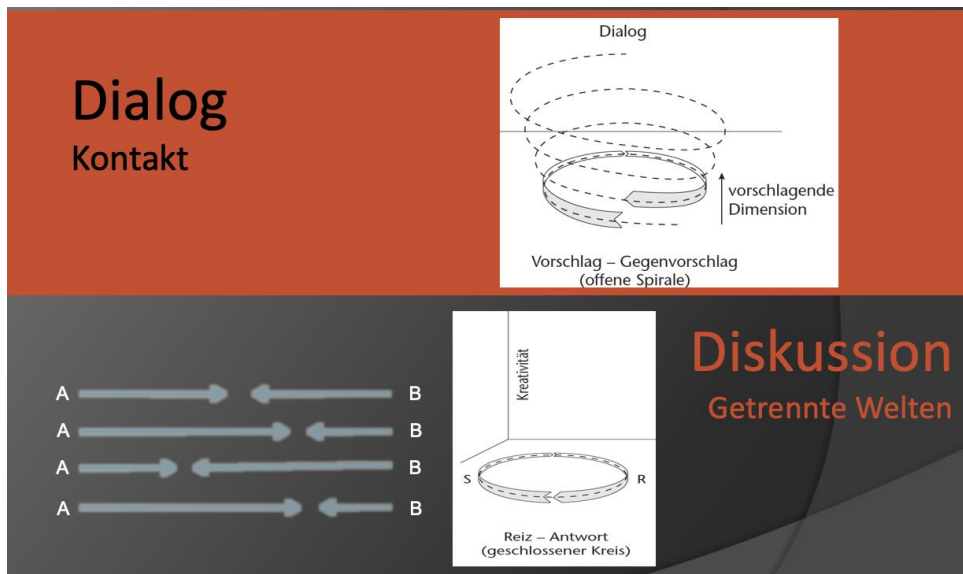 Dialog
Kontakt
Dialog
vorschlagende
Dimension
Vorschlag – Gegenvorschlag
(offene Spirale)
Diskussion
Getrennte Welten
A B
A B
A B
A B
Kreativität
S R
Reiz – Antwort
(geschlossener Kreis)